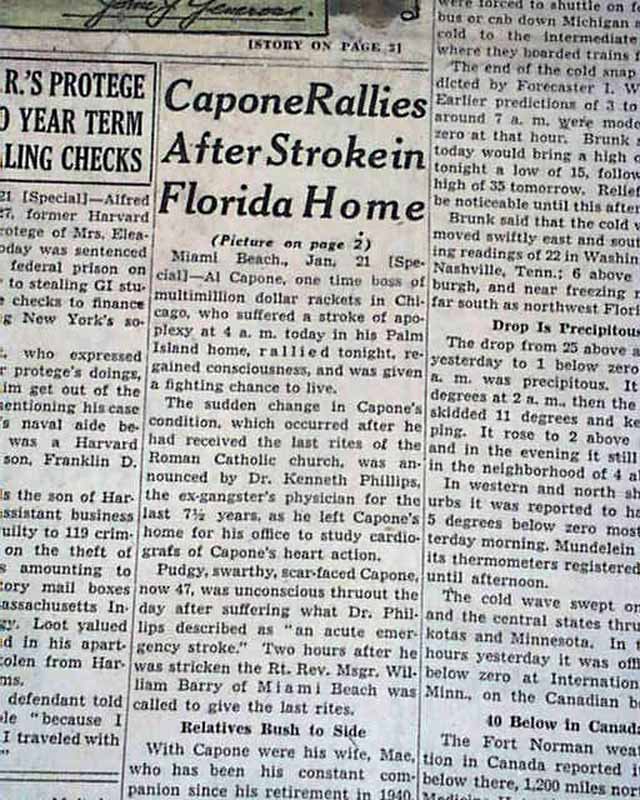 John J. Generose.
[STORY ON PAGE 31
R.'S PROTEGE
YEAR TERM
LING CHECKS
21 [Special]—Alfred
27, former Harvard
rotege of Mrs. Elea-
oday was sentenced
federal prison on
to stealing GI stu-
e checks to finance
g New York's so-
, who expressed
r protege's doings,
im get out of the
entioning his case
's naval aide be-
was a Harvard
son, Franklin D.
is the son of Har-
assistant business
uilty to 119 crim-
on the theft of
s amounting to
tory mail boxes
assachusetts In-
gy. Loot valued
d in his apart-
tolen from Har-
ms.
defendant told
le "because I
I traveled with
Capone Rallies
After Stroke in
Florida Home
(Picture on page 2)
Miami Beach., Jan. 21 [Spe-
cial]—Al Capone, one time boss of
multimillion dollar rackets in Chi-
cago, who suffered a stroke of apo-
plexy at 4 a. m. today in his Palm
Island home, rallied tonight, re-
gained consciousness, and was given
a fighting chance to live.
The sudden change in Capone's
condition, which occurred after he
had received the last rites of the
Roman Catholic church, was an-
nounced by Dr. Kenneth Phillips,
the ex-gangster's physician for the
last 7½ years, as he left Capone's
home for his office to study cardio-
grafs of Capone's heart action.
Pudgy, swarthy, scar-faced Capone,
now 47, was unconscious thruout the
day after suffering what Dr. Phil-
lips described as "an acute emer-
gency stroke." Two hours after he
was stricken the Rt. Rev. Msgr. Wil-
liam Barry of Miami Beach was
called to give the last rites.
Relatives Rush to Side
With Capone were his wife, Mae,
who has been his constant com-
panion since his retirement in 1940,
were forced to shuttle on f
bus or cab down Michigan a
cold to the intermediate
where they boarded trains f
The end of the cold snap
dicted by Forecaster I. W
Earlier predictions of 3 to
around 7 a. m. were mode
zero at that hour. Brunk s
today would bring a high o
tonight a low of 15, follow
high of 35 tomorrow. Relief
be noticeable until this after
Brunk said that the cold w
moved swiftly east and sou
ing readings of 22 in Washin
Nashville, Tenn.; 6 above
burgh, and near freezing
far south as northwest Flori
Drop Is Precipitous
The drop from 25 above a
yesterday to 1 below zero
a. m. was precipitous. It
degrees at 2 a. m., then the
skidded 11 degrees and ke
ping. It rose to 2 above
and in the evening it still
in the neighborhood of 4 a
In western and north s
urbs it was reported to ha
5 degrees below zero most
terday morning. Mundelein
its thermometers registered
until afternoon.
The cold wave swept o
and the central states thru
kotas and Minnesota. In t
hours yesterday it was offi
below zero at Internation
Minn., on the Canadian b
40 Below in Canada
The Fort Norman weat
tion in Canada reported i
below there, 1,200 miles nor